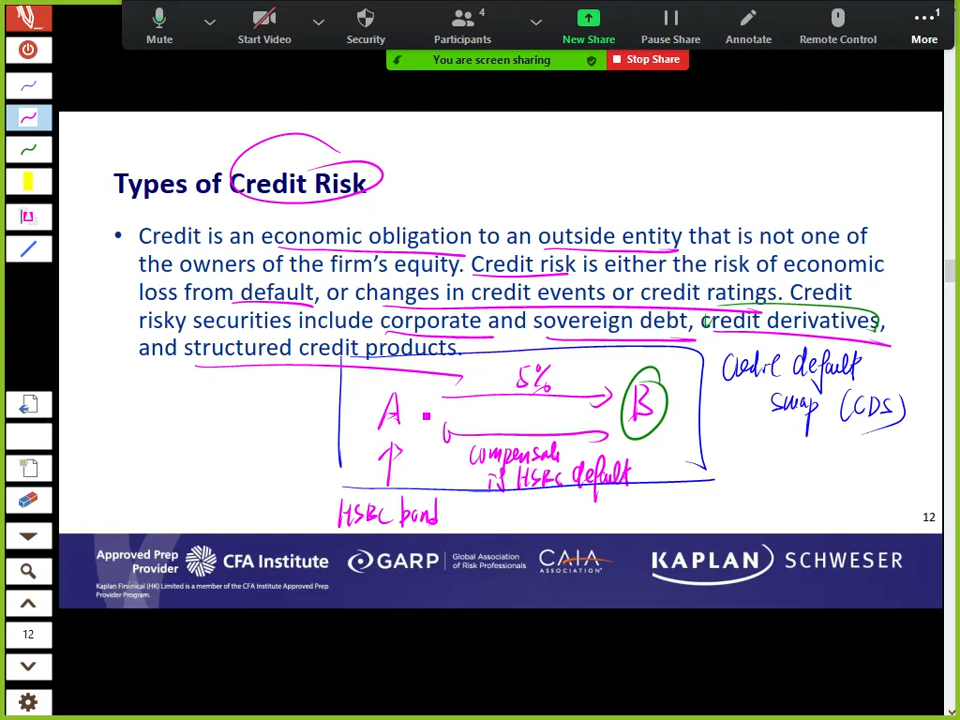 4
1
Mute
Start Video
Security
Participants
New Share
Pause Share
Annotate
Remote Control
More
You are screen sharing
Stop Share
Types of Credit Risk
• Credit is an economic obligation to an outside entity that is not one of
the owners of the firm's equity. Credit risk is either the risk of economic
loss from default, or changes in credit events or credit ratings. Credit
risky securities include corporate and sovereign debt, credit derivatives,
and structured credit products.
Credit default
swap (CDS)
5%
A
B
compensate
if HSBC default
HSBC bond
12
Approved Prep
Provider
CFA Institute
Kaplan Financial (HK) Limited is a member of the CFA Institute Approved Prep
Provider Program.
GARP
Global Association
of Risk Professionals
CAIA
ASSOCIATION
KAPLAN SCHWESER
12